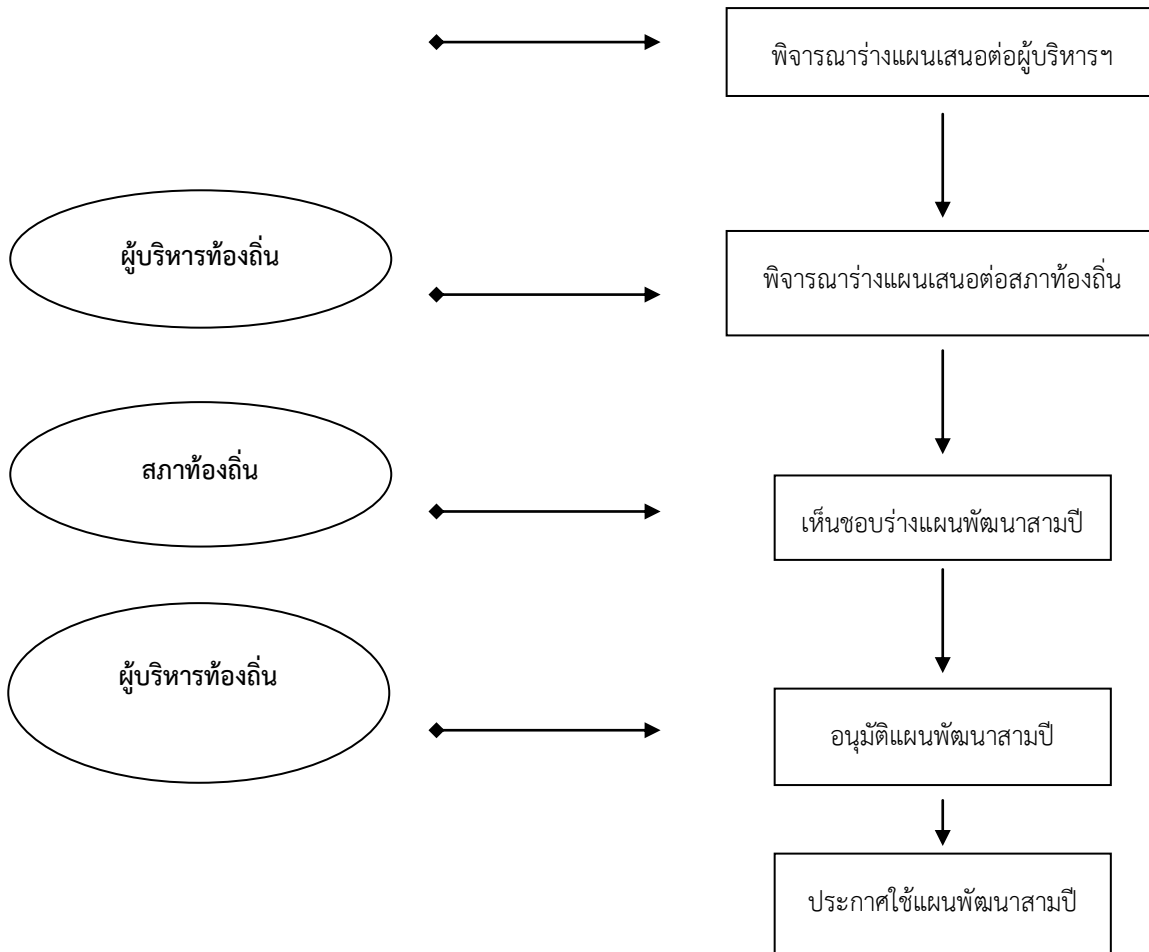 พิจารณาร่างแผนเสนอต่อผู้บริหารฯ
ผู้บริหารท้องถิ่น
พิจารณาร่างแผนเสนอต่อสภาท้องถิ่น
สภาท้องถิ่น
เห็นชอบร่างแผนพัฒนาสามปี
ผู้บริหารท้องถิ่น
อนุมัติแผนพัฒนาสามปี
ประกาศใช้แผนพัฒนาสามปี